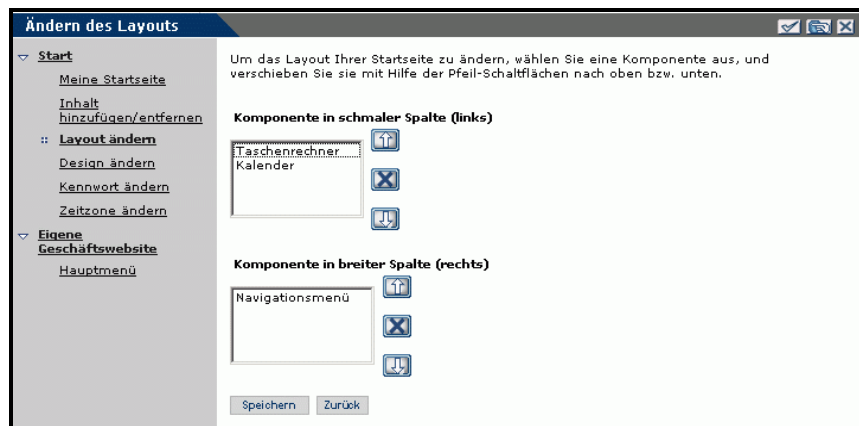 Ändern des Layouts
Start
Meine Startseite
Inhalt
hinzufügen/entfernen
Layout ändern
Design ändern
Kennwort ändern
Zeitzone ändern
Eigene
Geschäftswebsite
Hauptmenü
Um das Layout Ihrer Startseite zu ändern, wählen Sie eine Komponente aus, und
verschieben Sie sie mit Hilfe der Pfeil-Schaltflächen nach oben bzw. unten.
Komponente in schmaler Spalte (links)
Taschenrechner
Kalender
Komponente in breiter Spalte (rechts)
Navigationsmenü
Speichern Zurück